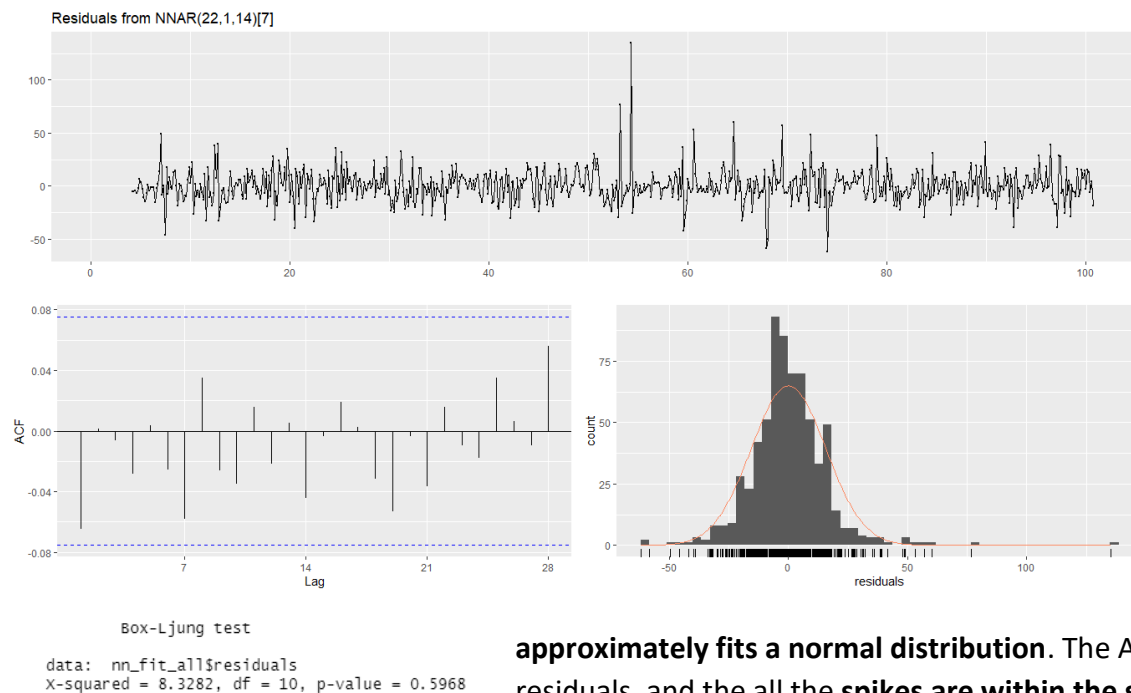 Residuals from NNAR(22,1,14)[7]
100
50
0
-50
0 20 40 60 80 100
0.08
0.04
0.00
-0.04
-0.08
ACF
7 14 21 28
Lag
75
50
25
0
count
-50 0 50 100
residuals
Box-Ljung test
data: nn_fit_all$residuals
X-squared = 8.3282, df = 10, p-value = 0.5968
approximately fits a normal distribution. The A
residuals, and the all the spikes are within the s